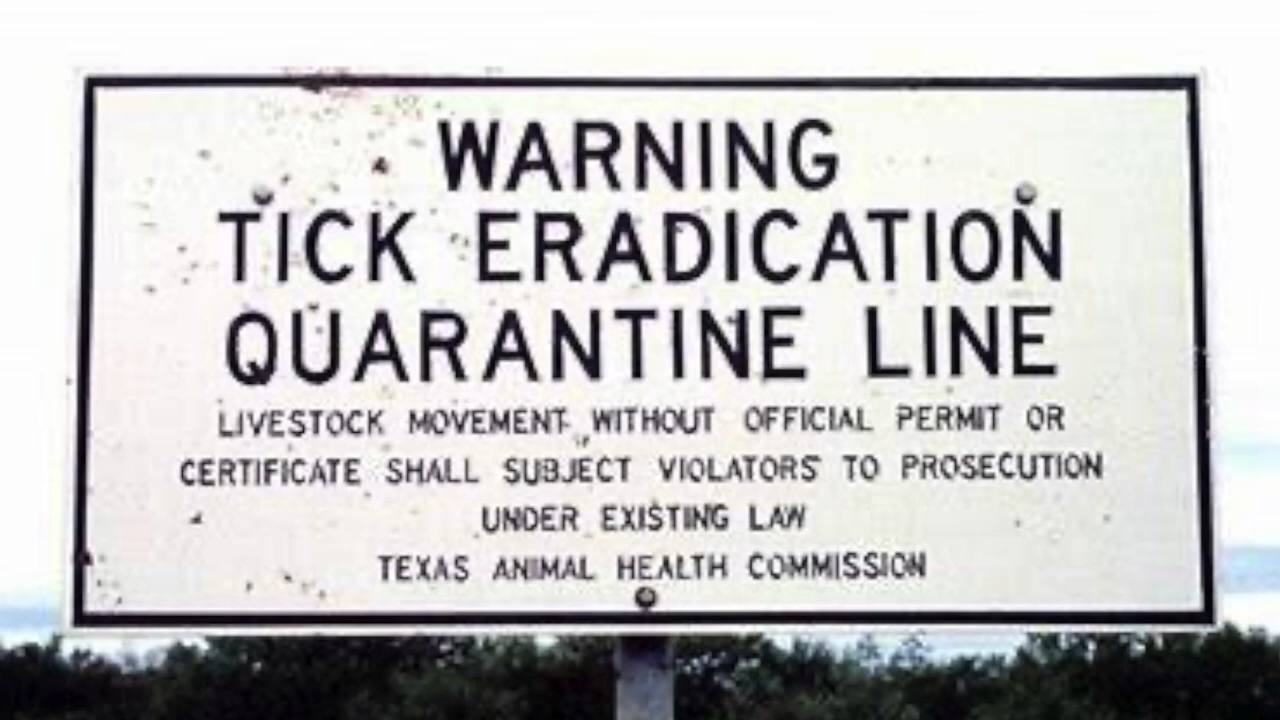 WARNING
TICK ERADICATION
QUARANTINE LINE
LIVESTOCK MOVEMENT WITHOUT OFFICIAL PERMIT OR
CERTIFICATE SHALL SUBJECT VIOLATORS TO PROSECUTION
UNDER EXISTING LAW
TEXAS ANIMAL HEALTH COMMISSION